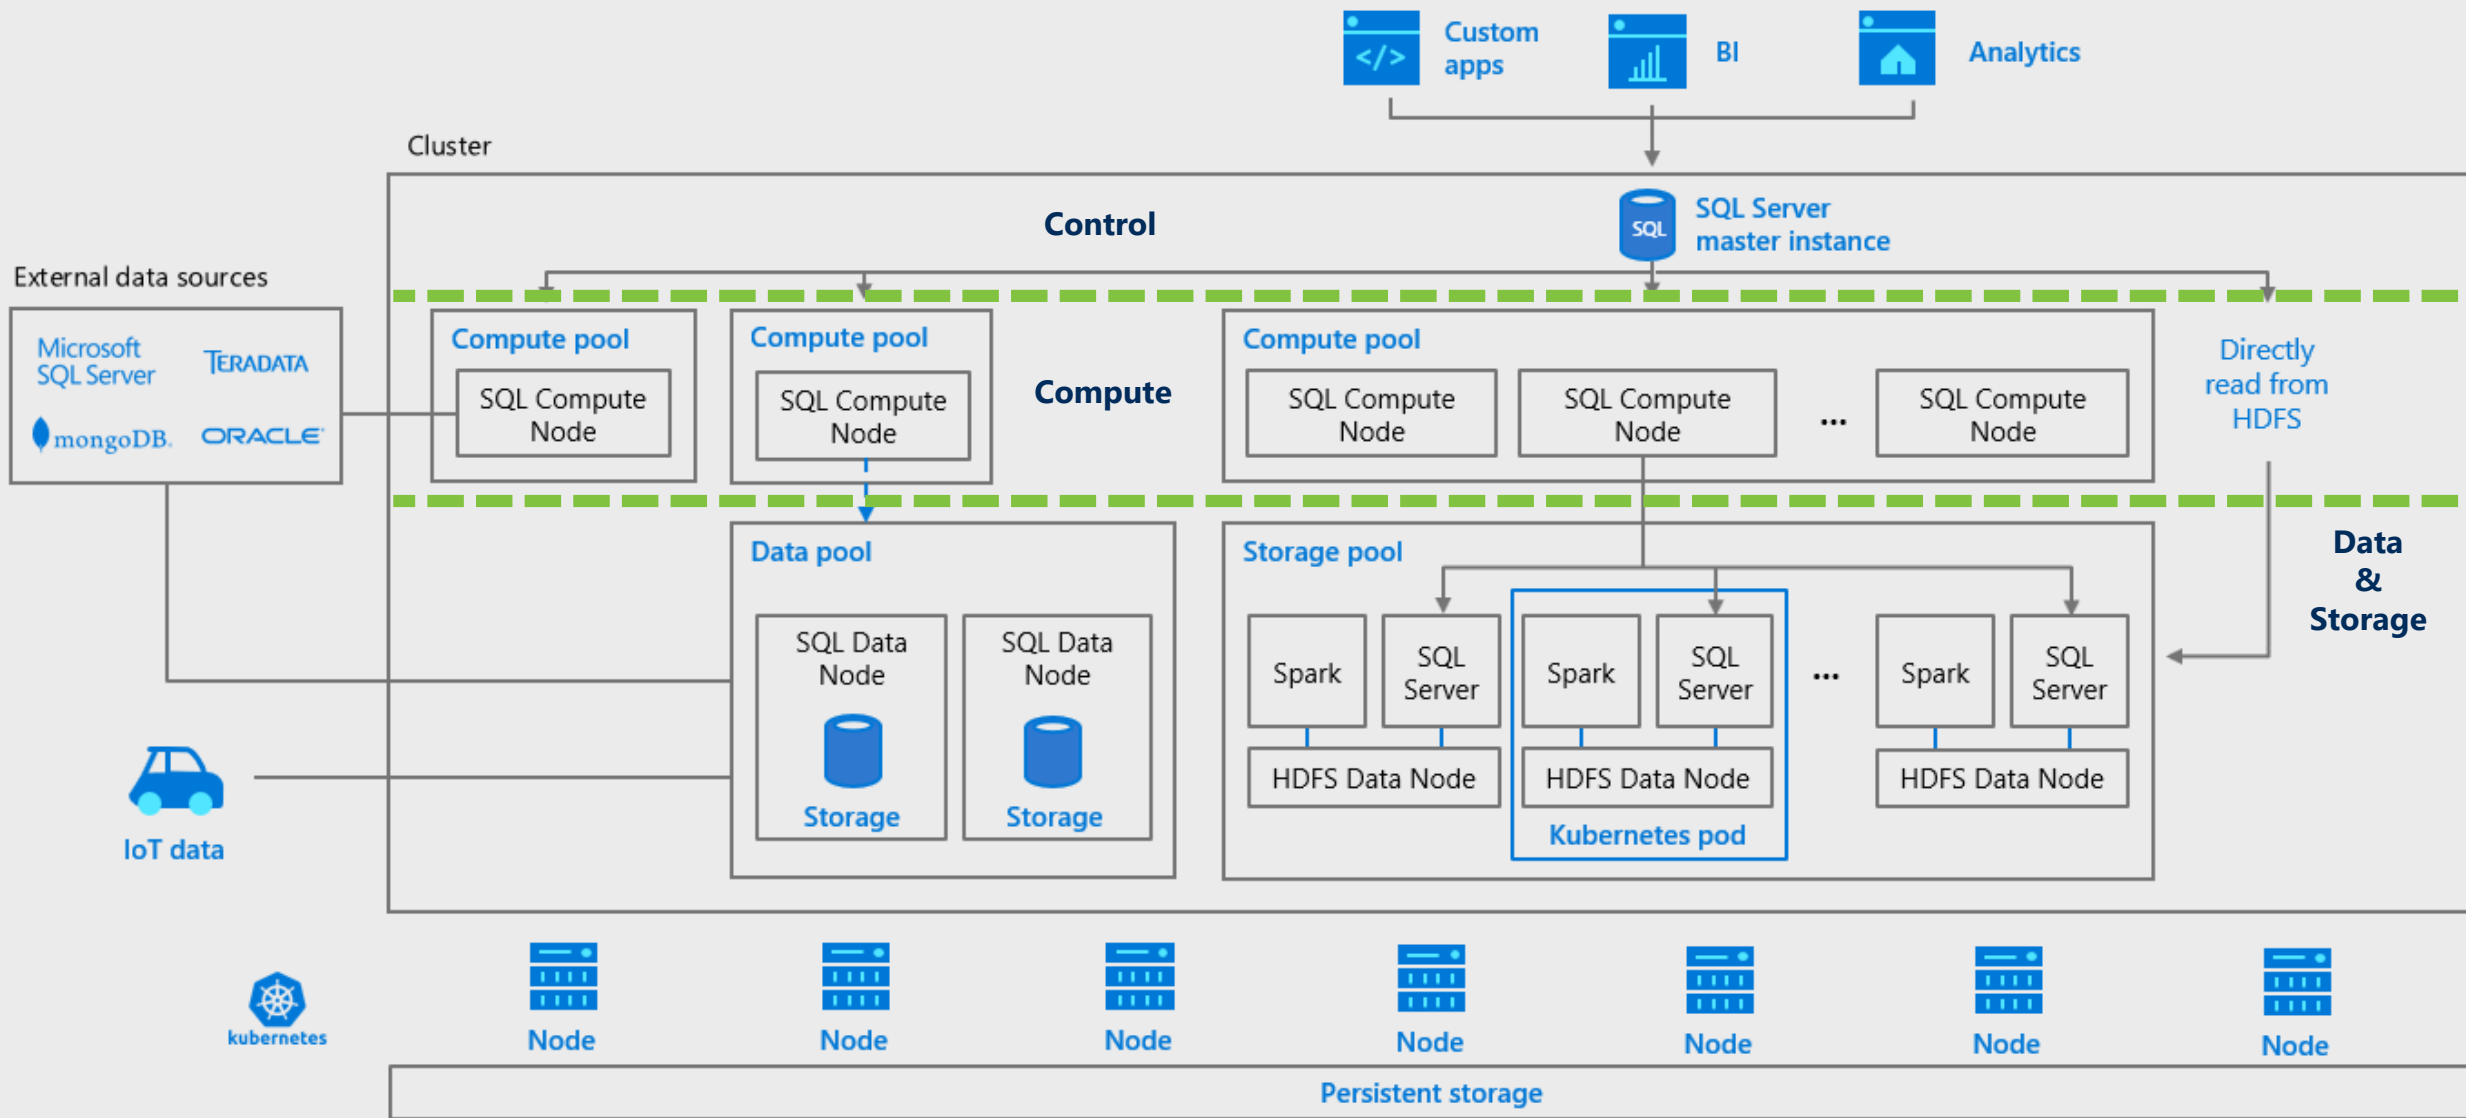 Custom
apps
BI
Analytics
Cluster
Control
SQL
SQL Server
master instance
External data sources
Microsoft
SQL Server
TERADATA
mongoDB.
ORACLE
Compute pool
SQL Compute
Node
Compute pool
SQL Compute
Node
Compute
Compute pool
SQL Compute
Node
SQL Compute
Node
...
SQL Compute
Node
Directly
read from
HDFS
Data pool
SQL Data
Node
Storage
SQL Data
Node
Storage
Storage pool
Spark
SQL
Server
HDFS Data Node
Spark
SQL
Server
HDFS Data Node
Kubernetes pod
...
Spark
SQL
Server
HDFS Data Node
Data
&
Storage
IoT data
kubernetes
Node
Node
Node
Node
Node
Node
Node
Persistent storage